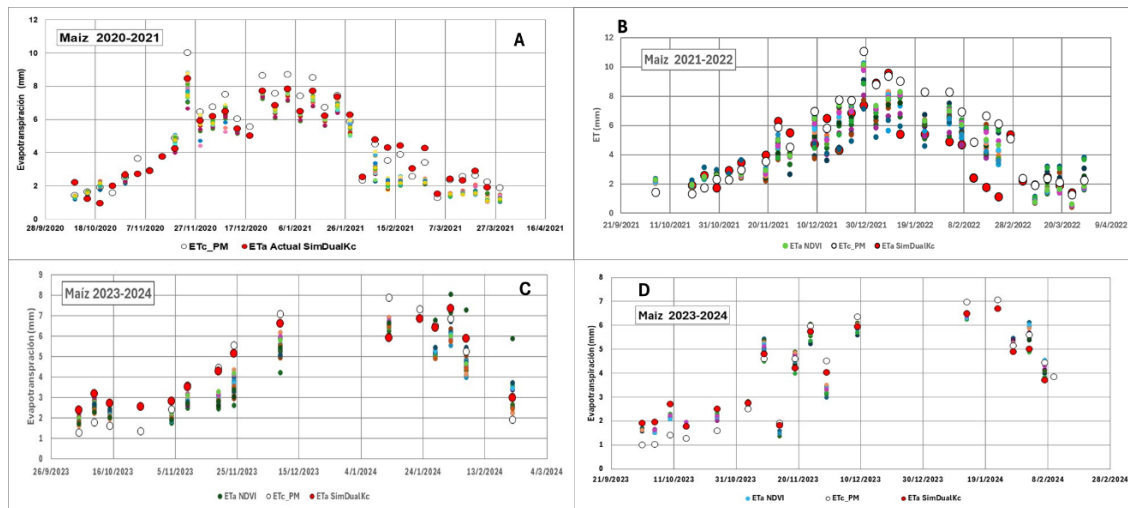 Maiz 2020-2021
A
Evapotranspiración (mm)
12
10
8
6
4
2
0
28/9/2020 18/10/2020 7/11/2020 27/11/2020 17/12/2020 6/1/2021 26/1/2021 15/2/2021 7/3/2021 27/3/2021 16/4/2021
ETc_PM ETa Actual SimDualKc
B
Maiz 2021-2022
ET (mm)
12
10
8
6
4
2
0
21/9/2021 11/10/2021 31/10/2021 20/11/2021 10/12/2021 30/12/2021 19/1/2022 8/2/2022 28/2/2022 20/3/2022 9/4/2022
ETa NDVI ETc_PM ETa SimDualKc
Maíz 2023-2024
C
Evapotranspiración (mm)
9
8
7
6
5
4
3
2
1
0
26/9/2023 16/10/2023 5/11/2023 25/11/2023 15/12/2023 4/1/2024 24/1/2024 13/2/2024 4/3/2024
ETa NDVI ETc_PM ETa SimDualKc
D
Maiz 2023-2024
Evapotranspiración (mm)
8
7
6
5
4
3
2
1
0
21/9/2023 11/10/2023 31/10/2023 20/11/2023 10/12/2023 30/12/2023 19/1/2024 8/2/2024 28/2/2024
ETa NDVI ETc_PM ETa SimDualKc